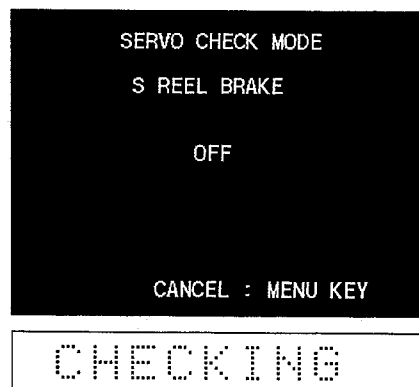 SERVO CHECK MODE
S REEL BRAKE
OFF
CANCEL : MENU KEY
CHECKING